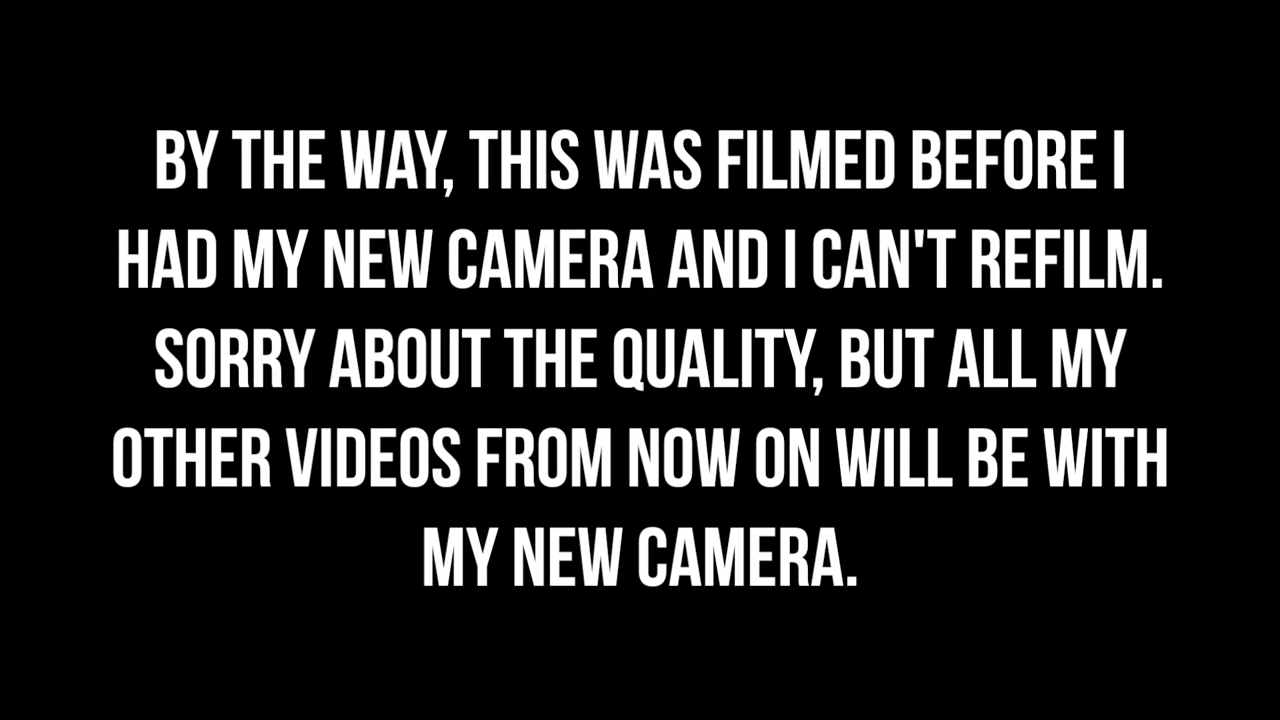 BY THE WAY, THIS WAS FILMED BEFORE I
HAD MY NEW CAMERA AND I CAN'T REFILM.
SORRY ABOUT THE QUALITY, BUT ALL MY
OTHER VIDEOS FROM NOW ON WILL BE WITH
MY NEW CAMERA.